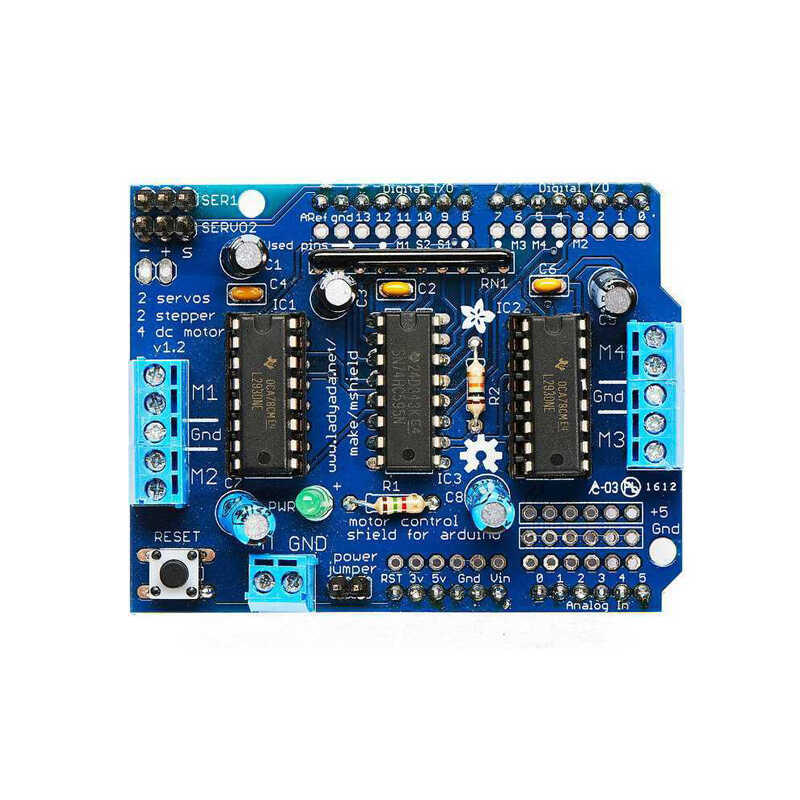 SER1
SERVO2
- + S
Digital I/O
Digital I/O
ARef gnd 13 12 11 10 9 8
7 6 5 4 3 2 1 0
Used pins
M1 S2 S1
M3 M4 M2
C1
C4
IC1
C3
C2
RN1
IC2
C6
2 servos
2 stepper
4 dc motor
v1.2
M1
Gnd
M2
L293DNE
www.ladyada.net/
make/mshield
SN74HC595N
R2
L293DNE
M4
Gnd
M3
IC3
C7
PWR
+
R1
C8
motor control
shield for arduino
03
1612
+5
Gnd
RESET
GND
power
jumper
RST 3v 5v Gnd Vin
0 1 2 3 4 5
Analog In